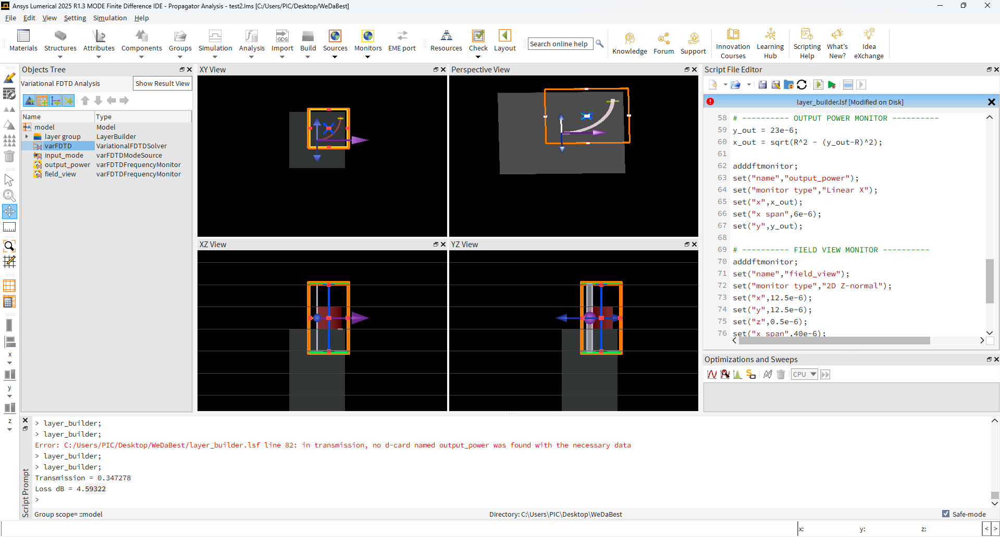 Ansys Lumerical 2025 R1.3 MODE Finite Difference IDE - Propagator Analysis - test2.lms [C:/Users/PIC/Desktop/WeDaBest]
File Edit View Setting Simulation Help
Materials Structures Attributes Components Groups Simulation Analysis Import Build Sources Monitors EME port Resources Check Layout
GDS
Search online help
Knowledge Forum Support
Innovation Courses
Learning Hub
Scripting Help
What's New?
Idea eXchange
Objects Tree
Variational FDTD Analysis
Show Result View
Name Type
model Model
layer group LayerBuilder
varFDTD VariationalFDTDSolver
input_mode varFDTDModeSource
output_power varFDTDFrequencyMonitor
field_view varFDTDFrequencyMonitor
x
y
z
XY View
Perspective View
XZ View
YZ View
Script File Editor
layer_builder.lsf [Modified on Disk]
58 # ---------- OUTPUT POWER MONITOR ----------
59 y_out = 23e-6;
60 x_out = sqrt(R^2 - (y_out-R)^2);
61
62 adddftmonitor;
63 set("name","output_power");
64 set("monitor type","Linear X");
65 set("x",x_out);
66 set("x span",6e-6);
67 set("y",y_out);
68
69 # ---------- FIELD VIEW MONITOR ----------
70 adddftmonitor;
71 set("name","field_view");
72 set("monitor type","2D Z-normal");
73 set("x",12.5e-6);
74 set("y",12.5e-6);
75 set("z",0.5e-6);
76 set("x span",40e-6);
Optimizations and Sweeps
CPU
Script Prompt
> layer_builder;
> layer_builder;
Error: C:/Users/PIC/Desktop/WeDaBest/layer_builder.lsf line 82: in transmission, no d-card named output_power was found with the necessary data
> layer_builder;
> layer_builder;
Transmission = 0.347278
Loss dB = 4.59322
>
Group scope= ::model
Directory: C:\Users\PIC\Desktop\WeDaBest
Safe-mode
x: y: z:
< >